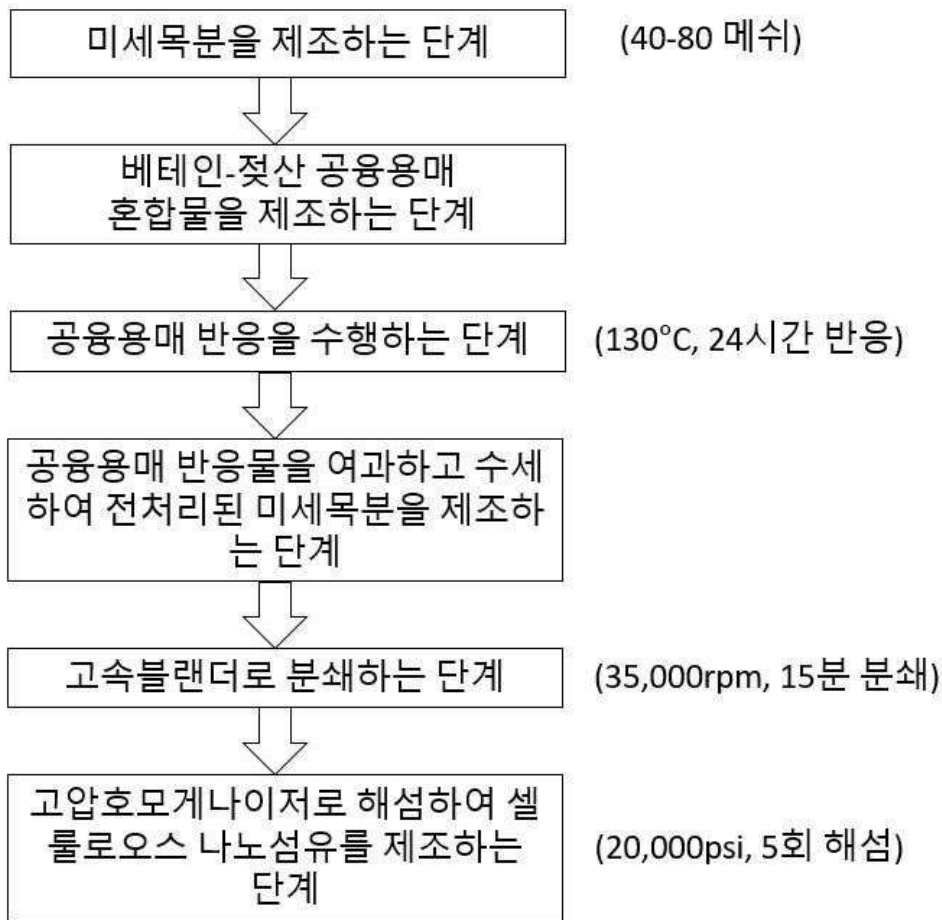 미세목분을 제조하는 단계
(40-80 메쉬)
베테인-젖산 공융용매
혼합물을 제조하는 단계
공융용매 반응을 수행하는 단계
(130°C, 24시간 반응)
공융용매 반응물을 여과하고 수세
하여 전처리된 미세목분을 제조하
는 단계
고속블랜더로 분쇄하는 단계
(35,000rpm, 15분 분쇄)
고압호모게나이저로 해섬하여 셀
룰로오스 나노섬유를 제조하는
단계
(20,000psi, 5회 해섬)